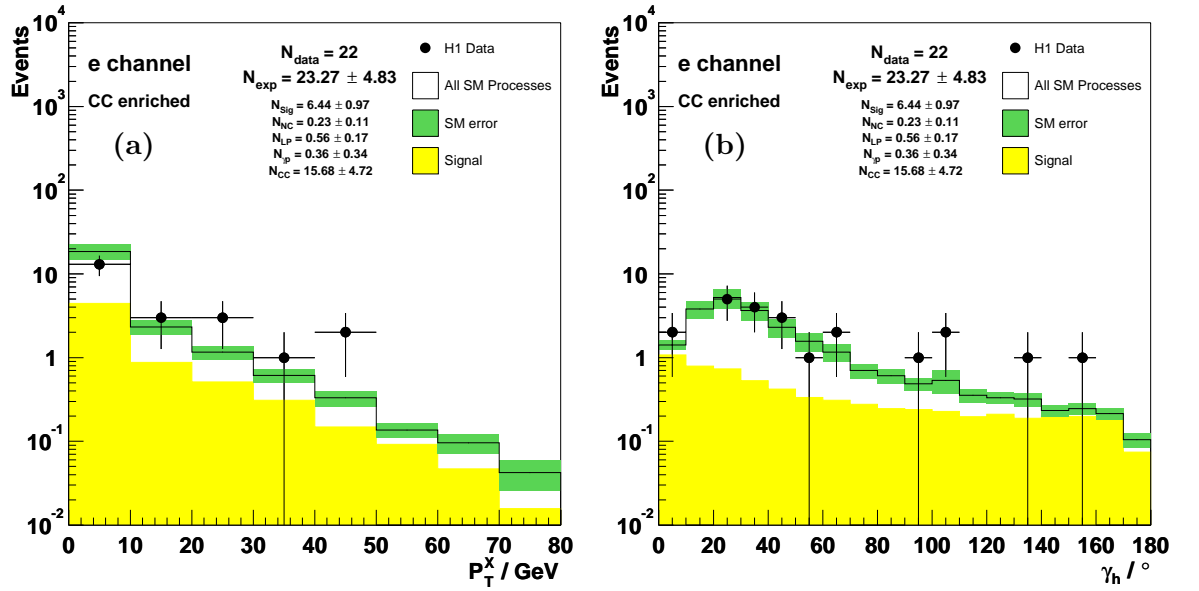 Events
10^4
10^3
10^2
10
1
10^-1
10^-2
e channel
CC enriched
(a)
N_data = 22
N_exp = 23.27 ± 4.83
N_Sig = 6.44 ± 0.97
N_NC = 0.23 ± 0.11
N_LP = 0.56 ± 0.17
N_γp = 0.36 ± 0.34
N_CC = 15.68 ± 4.72
H1 Data
All SM Processes
SM error
Signal
0 10 20 30 40 50 60 70 80
P_T^X / GeV
Events
10^4
10^3
10^2
10
1
10^-1
10^-2
e channel
CC enriched
(b)
N_data = 22
N_exp = 23.27 ± 4.83
N_Sig = 6.44 ± 0.97
N_NC = 0.23 ± 0.11
N_LP = 0.56 ± 0.17
N_γp = 0.36 ± 0.34
N_CC = 15.68 ± 4.72
H1 Data
All SM Processes
SM error
Signal
0 20 40 60 80 100 120 140 160 180
γ_h / °